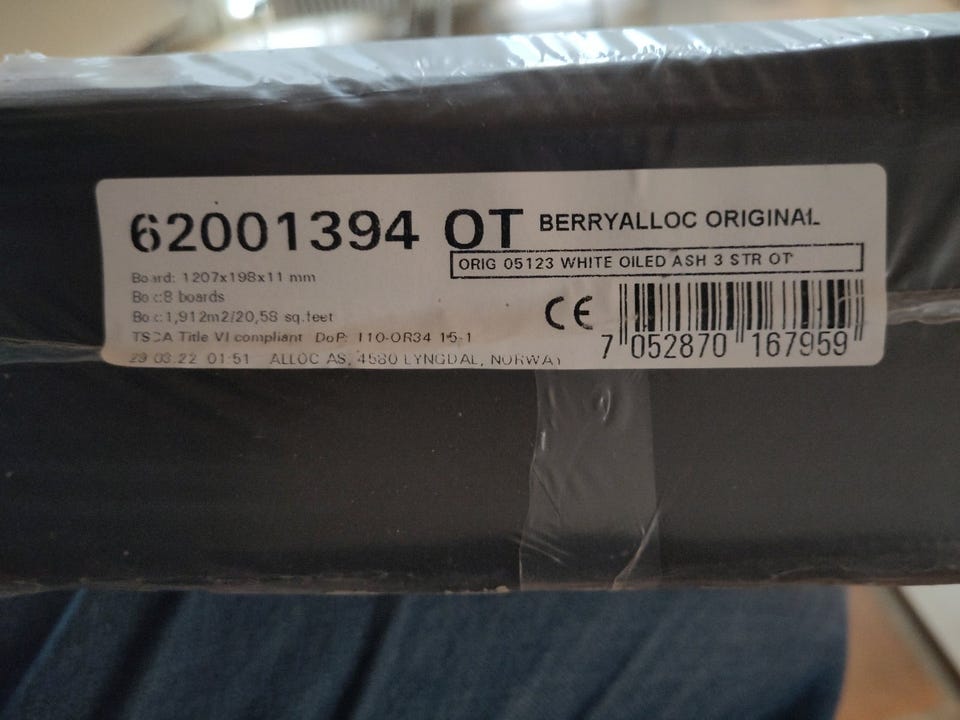 62001394 OT BERRYALLOC ORIGINAL
ORIG 05123 WHITE OILED ASH 3 STR OT
Board: 1207x198x11 mm
Box:8 boards
Box:1,912m2/20,58 sq.feet
TSCA Title VI compliant DoP: 110-OR34 15-1
29 03.22 01:51 ALLOC AS, 4580 LYNGDAL, NORWAY
CE
7 052870 167959